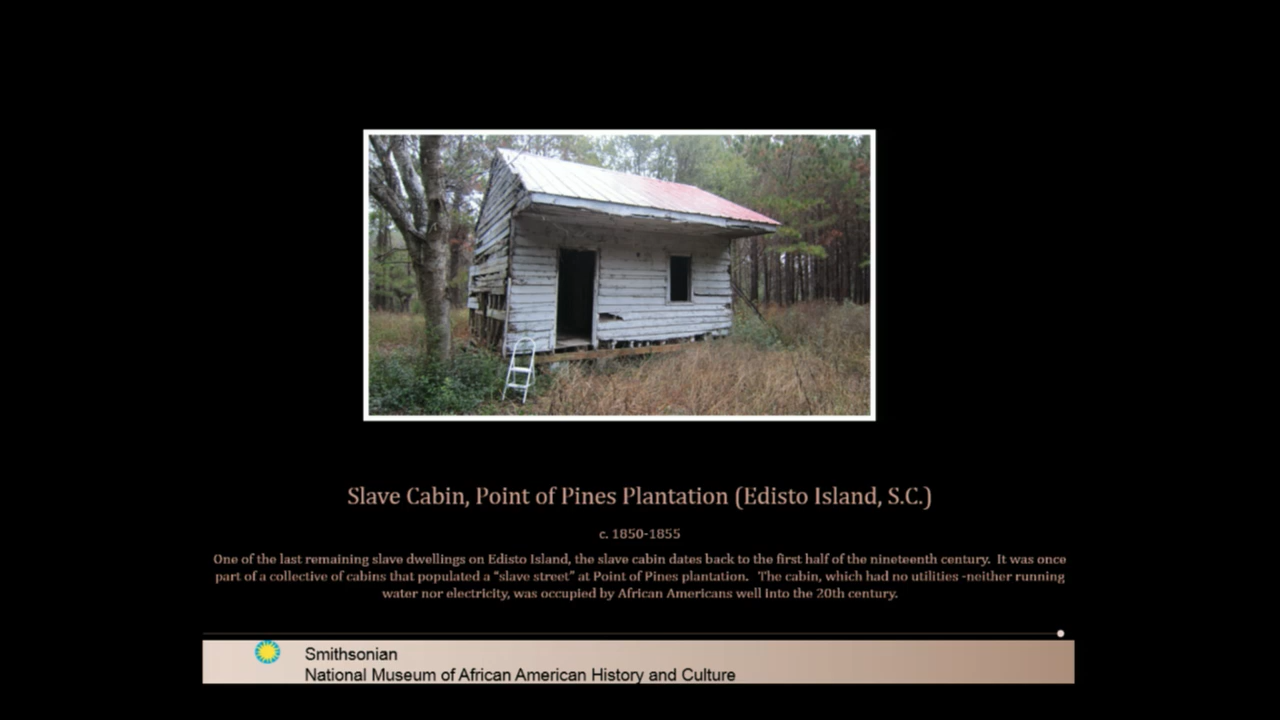 Slave Cabin, Point of Pines Plantation (Edisto Island, S.C.)
c. 1850-1855
One of the last remaining slave dwellings on Edisto Island, the slave cabin dates back to the first half of the nineteenth century.  It was once
part of a collective of cabins that populated a “slave street” at Point of Pines plantation.   The cabin, which had no utilities -neither running
water nor electricity, was occupied by African Americans well into the 20th century.
Smithsonian
National Museum of African American History and Culture